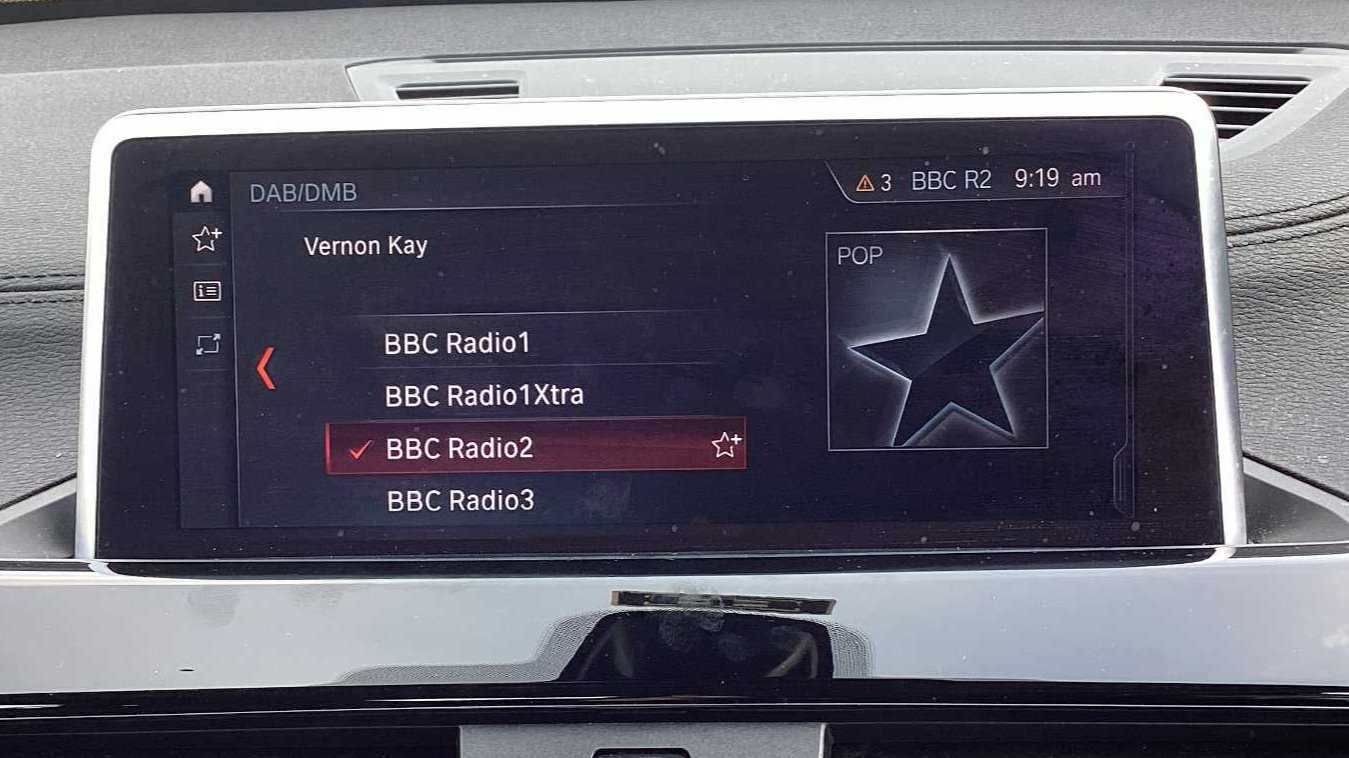 DAB/DMB
3 BBC R2 9:19 am
Vernon Kay
POP
BBC Radio1
BBC Radio1Xtra
BBC Radio2
BBC Radio3